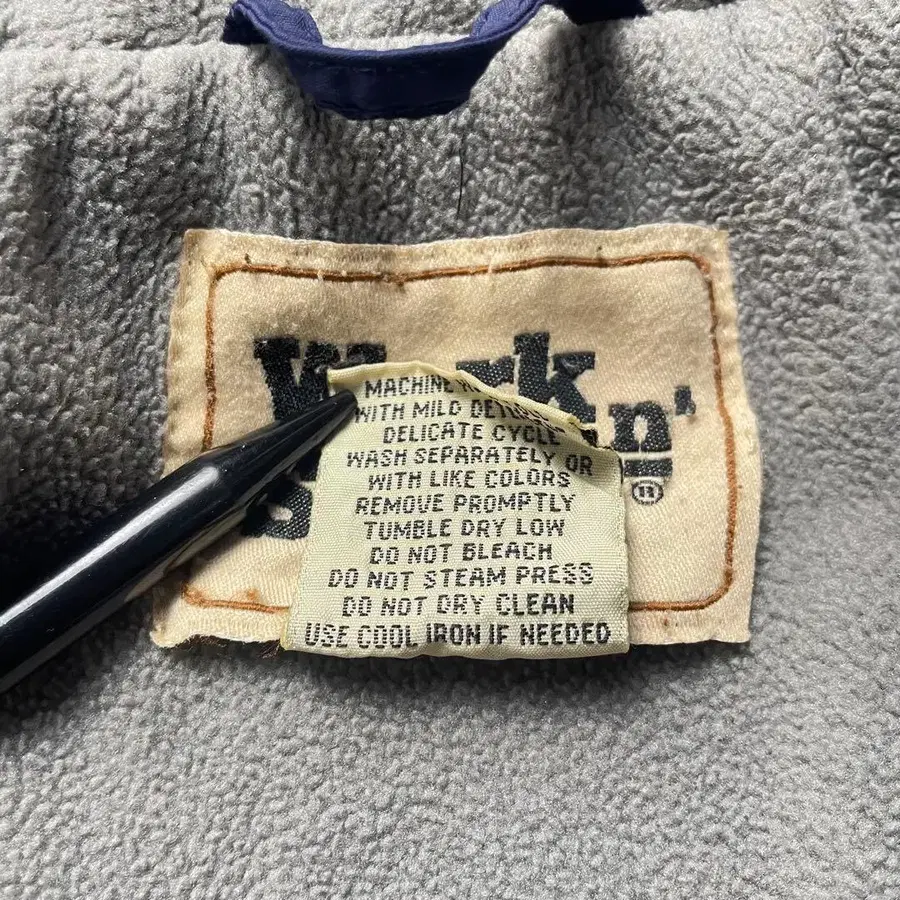 MACHINE
WITH MILD
DELICATE CYCLE
WASH SEPARATELY OR
WITH LIKE COLORS
REMOVE PROMPTLY
TUMBLE DRY LOW
DO NOT BLEACH
DO NOT STEAM PRESS
DO NOT DRY CLEAN
USE COOL IRON IF NEEDED